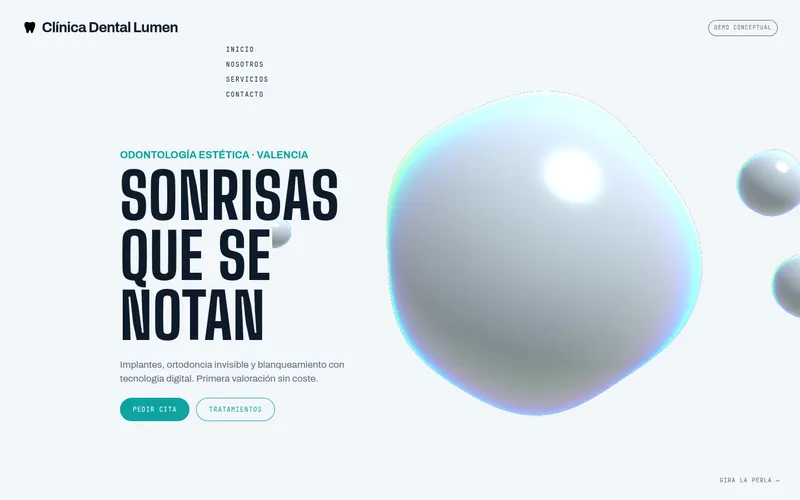 Clínica Dental Lumen
DEMO CONCEPTUAL
INICIO
NOSOTROS
SERVICIOS
CONTACTO
ODONTOLOGÍA ESTÉTICA · VALENCIA
SONRISAS
QUE SE
NOTAN
Implantes, ortodoncia invisible y blanqueamiento con
tecnología digital. Primera valoración sin coste.
PEDIR CITA
TRATAMIENTOS
GIRA LA PERLA